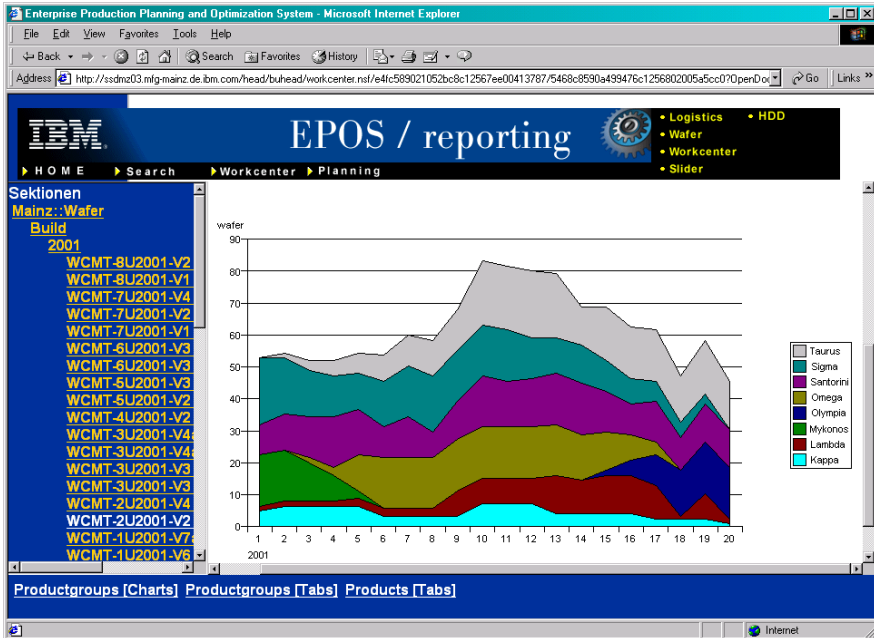 Enterprise Production Planning and Optimization System - Microsoft Internet Explorer
File Edit View Favorites Tools Help
Back Search Favorites History
Address http://ssdmz03.mfg-mainz.de.ibm.com/head/buhead/workcenter.nsf/e4fc589021052bc8c12567ee00413787/5468c8590a499476c1256802005a5cc0?OpenDoc Go Links »
IBM. EPOS / reporting
• Logistics • HDD
• Wafer
• Workcenter
• Slider
HOME Search Workcenter Planning
Sektionen
Mainz::Wafer
Build
2001
WCMT-8U2001-V2
WCMT-8U2001-V1
WCMT-7U2001-V4
WCMT-7U2001-V2
WCMT-7U2001-V1
WCMT-6U2001-V3
WCMT-6U2001-V3
WCMT-5U2001-V3
WCMT-5U2001-V2
WCMT-4U2001-V2
WCMT-3U2001-V4
WCMT-3U2001-V4
WCMT-3U2001-V3
WCMT-3U2001-V3
WCMT-2U2001-V4
WCMT-2U2001-V2
WCMT-1U2001-V7
WCMT-1U2001-V6
wafer
90
80
70
60
50
40
30
20
10
0
1 2 3 4 5 6 7 8 9 10 11 12 13 14 15 16 17 18 19 20
2001
Taurus
Sigma
Santorini
Omega
Olympia
Mykonos
Lambda
Kappa
Productgroups [Charts] Productgroups [Tabs] Products [Tabs]
Internet